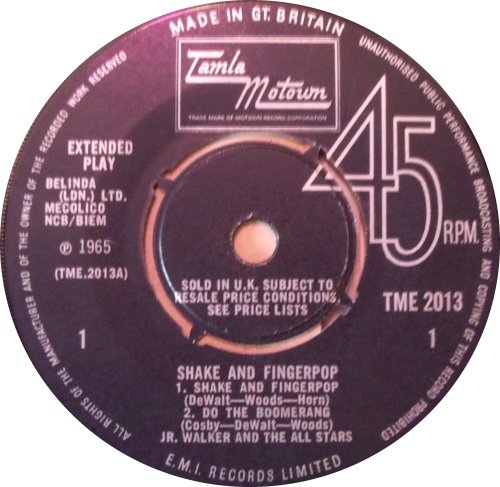 MADE IN GT. BRITAIN
UNAUTHORISED PUBLIC PERFORMANCE BROADCASTING AND COPYING OF THIS RECORD PROHIBITED
ALL RIGHTS OF THE MANUFACTURER AND OF THE OWNER OF THE RECORDED WORK RESERVED
Tamla
Motown
TRADE MARK OF MOTOWN RECORD CORPORATION
45
R.P.M.
EXTENDED
PLAY
BELINDA
(LDN.) LTD.
MECOLICO
NCB/BIEM
℗ 1965
(TME.2013A)
1
SOLD IN U.K. SUBJECT TO
RESALE PRICE CONDITIONS,
SEE PRICE LISTS
TME 2013
1
SHAKE AND FINGERPOP
1. SHAKE AND FINGERPOP
(DeWalt—Woods—Horn)
2. DO THE BOOMERANG
(Cosby—DeWalt—Woods)
JR. WALKER AND THE ALL STARS
E.M.I. RECORDS LIMITED